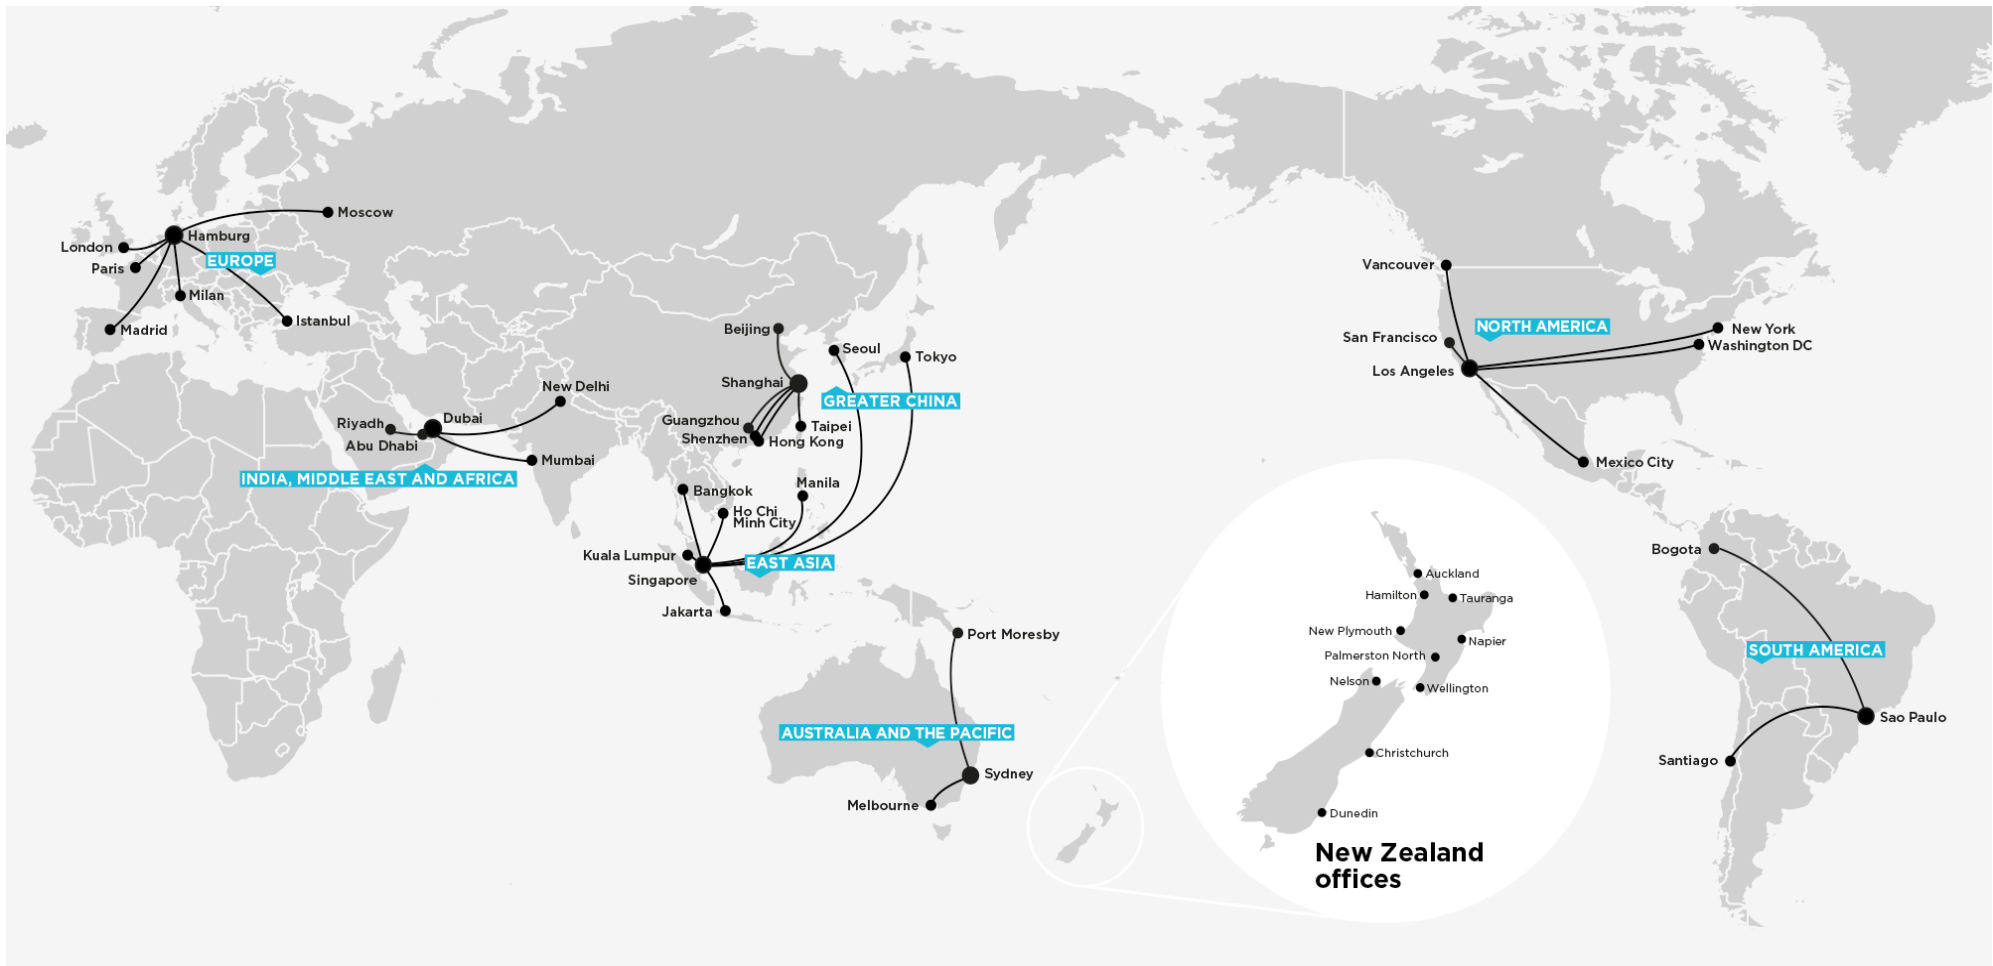 Moscow
Hamburg
London
EUROPE
Paris
Milan
Madrid
Istanbul
New Delhi
Riyadh
Dubai
Abu Dhabi
Mumbai
INDIA, MIDDLE EAST AND AFRICA
Beijing
Seoul
Tokyo
Shanghai
GREATER CHINA
Guangzhou
Taipei
Shenzhen
Hong Kong
Manila
Bangkok
Ho Chi
Minh City
Kuala Lumpur
EAST ASIA
Singapore
Jakarta
Port Moresby
AUSTRALIA AND THE PACIFIC
Sydney
Melbourne
Vancouver
NORTH AMERICA
San Francisco
New York
Washington DC
Los Angeles
Mexico City
Bogota
SOUTH AMERICA
Sao Paulo
Santiago
Auckland
Hamilton
Tauranga
New Plymouth
Napier
Palmerston North
Nelson
Wellington
Christchurch
Dunedin
New Zealand
offices